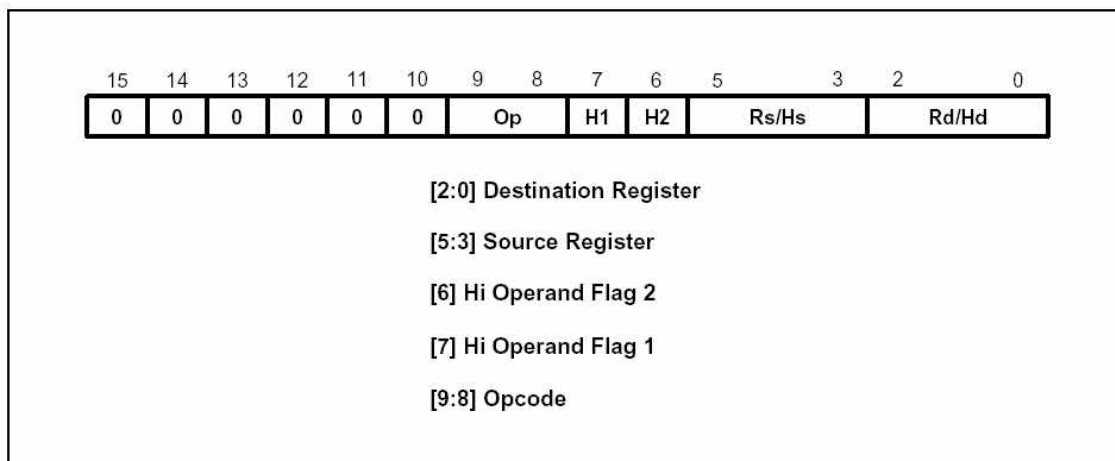 15 14 13 12 11 10 9 8 7 6 5 3 2 0
0 0 0 0 0 0 Op H1 H2 Rs/Hs Rd/Hd
[2:0] Destination Register
[5:3] Source Register
[6] Hi Operand Flag 2
[7] Hi Operand Flag 1
[9:8] Opcode